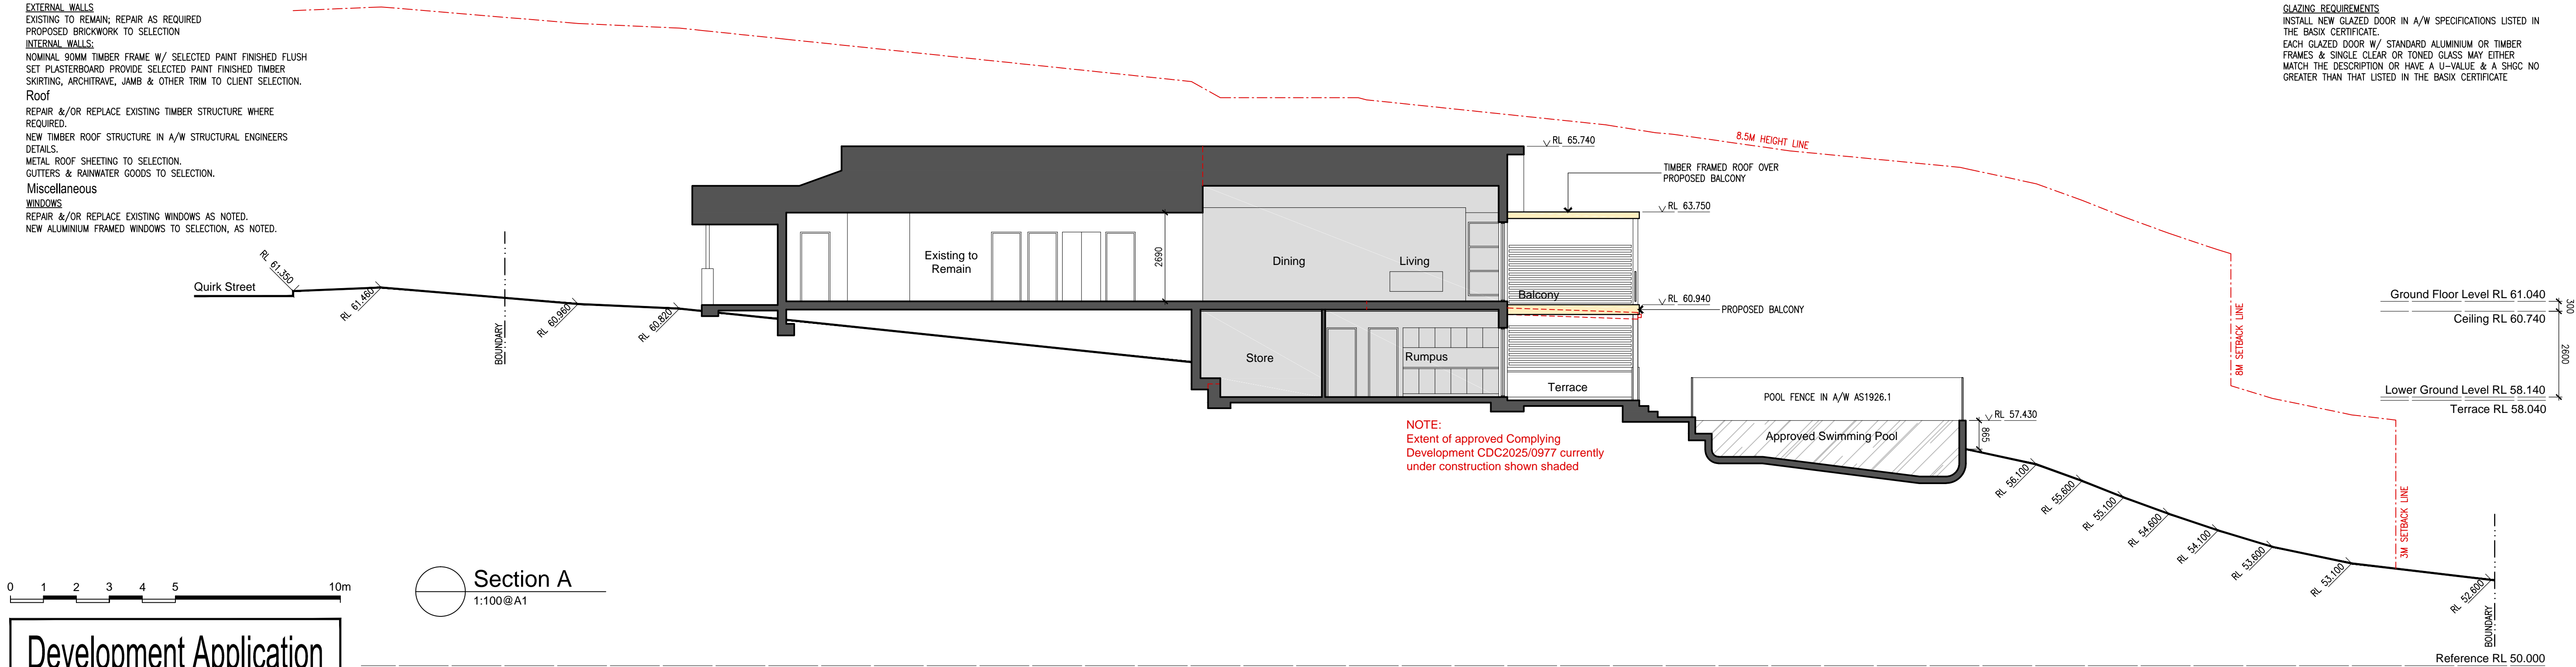 EXTERNAL WALLS
EXISTING TO REMAIN; REPAIR AS REQUIRED
PROPOSED BRICKWORK TO SELECTION
INTERNAL WALLS:
NOMINAL 90MM TIMBER FRAME W/ SELECTED PAINT FINISHED FLUSH
SET PLASTERBOARD PROVIDE SELECTED PAINT FINISHED TIMBER
SKIRTING, ARCHITRAVE, JAMB & OTHER TRIM TO CLIENT SELECTION.
Roof
REPAIR &/OR REPLACE EXISTING TIMBER STRUCTURE WHERE
REQUIRED.
NEW TIMBER ROOF STRUCTURE IN A/W STRUCTURAL ENGINEERS
DETAILS.
METAL ROOF SHEETING TO SELECTION.
GUTTERS & RAINWATER GOODS TO SELECTION.
Miscellaneous
WINDOWS
REPAIR &/OR REPLACE EXISTING WINDOWS AS NOTED.
NEW ALUMINIUM FRAMED WINDOWS TO SELECTION, AS NOTED.
GLAZING REQUIREMENTS
INSTALL NEW GLAZED DOOR IN A/W SPECIFICATIONS LISTED IN
THE BASIX CERTIFICATE.
EACH GLAZED DOOR W/ STANDARD ALUMINIUM OR TIMBER
FRAMES & SINGLE CLEAR OR TONED GLASS MAY EITHER
MATCH THE DESCRIPTION OR HAVE A U-VALUE & A SHGC NO
GREATER THAN THAT LISTED IN THE BASIX CERTIFICATE
8.5M HEIGHT LINE
RL 65.740
TIMBER FRAMED ROOF OVER
PROPOSED BALCONY
RL 63.750
Quirk Street
RL 61.350
RL 61.460
BOUNDARY
RL 60.960
RL 60.820
Existing to
Remain
2690
Dining
Living
Balcony
RL 60.940
PROPOSED BALCONY
Store
Rumpus
Terrace
POOL FENCE IN A/W AS1926.1
RL 57.430
865
Approved Swimming Pool
NOTE:
Extent of approved Complying
Development CDC2025/0977 currently
under construction shown shaded
RL 56.100
RL 55.600
RL 55.100
RL 54.600
RL 54.100
RL 53.600
RL 53.100
RL 52.600
8M SETBACK LINE
3M SETBACK LINE
BOUNDARY
Ground Floor Level RL 61.040
300
Ceiling RL 60.740
2600
Lower Ground Level RL 58.140
Terrace RL 58.040
0 1 2 3 4 5 10m
Section A
1:100@A1
Development Application
Reference RL 50.000